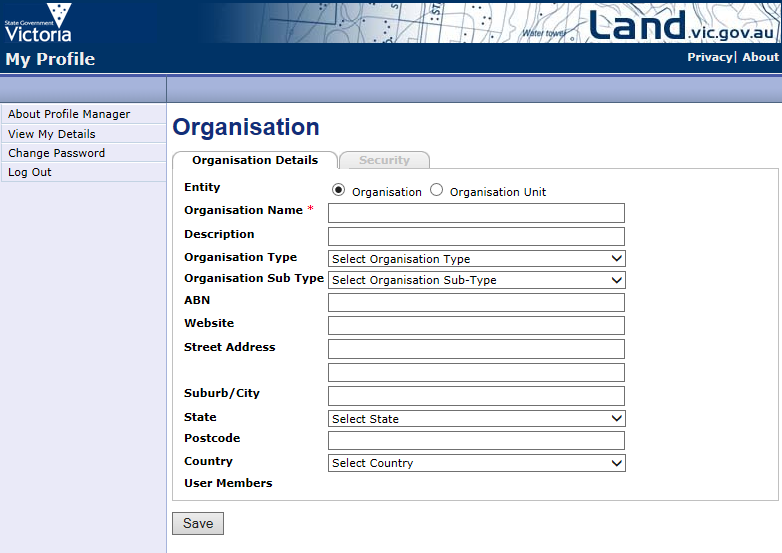 State Government
Victoria
Water tower
Land.vic.gov.au
My Profile
Privacy| About
About Profile Manager
View My Details
Change Password
Log Out
Organisation
Organisation Details
Security
Entity
Organisation
Organisation Unit
Organisation Name *
Description
Organisation Type
Select Organisation Type
Organisation Sub Type
Select Organisation Sub-Type
ABN
Website
Street Address
Suburb/City
State
Select State
Postcode
Country
Select Country
User Members
Save